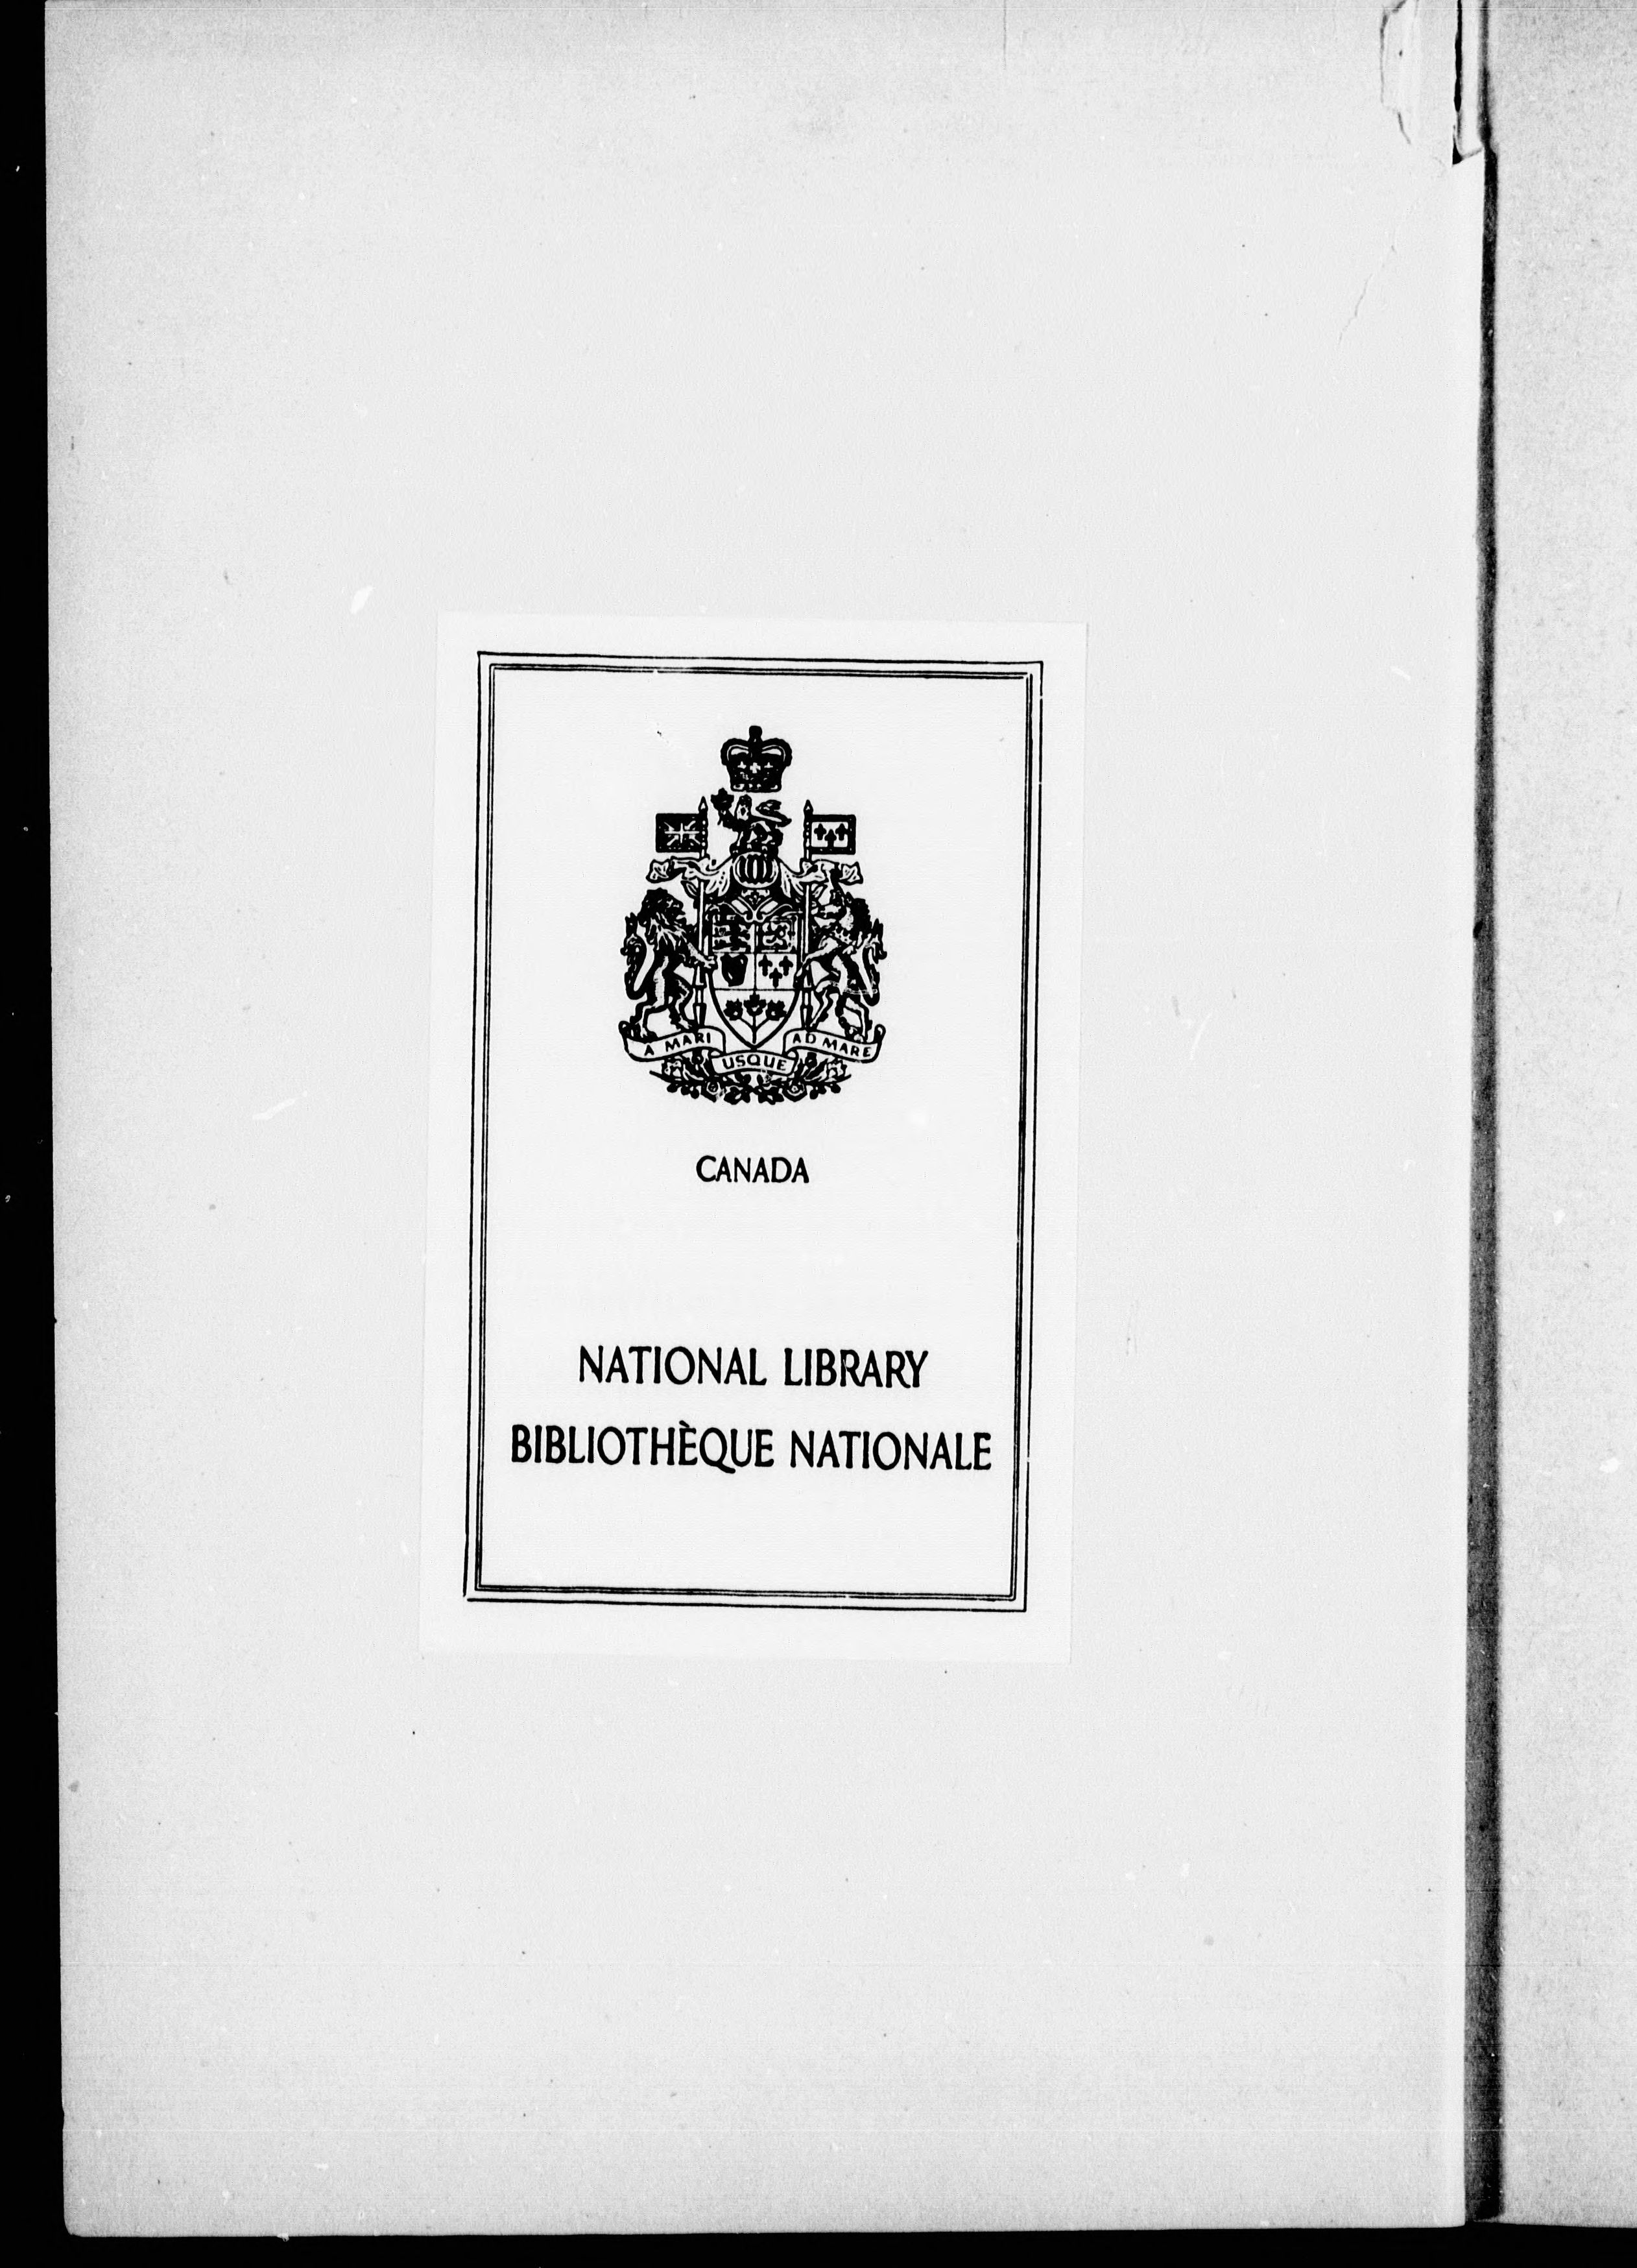 A MARI USQUE AD MARE
CANADA
NATIONAL LIBRARY
BIBLIOTHÈQUE NATIONALE